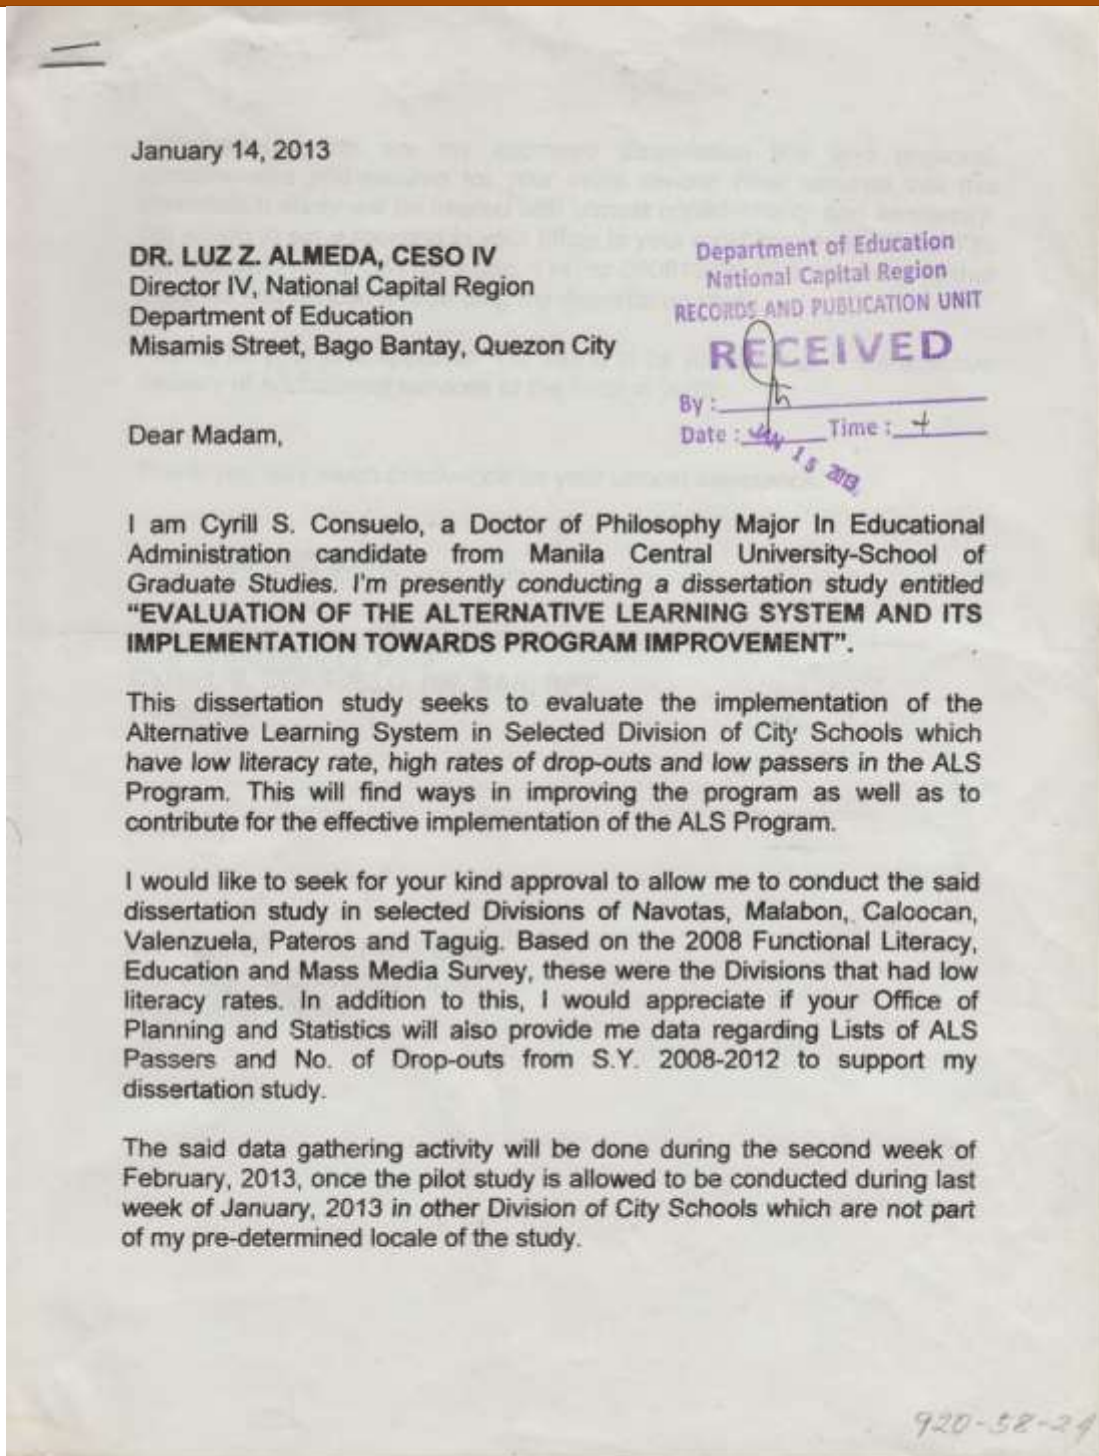 January 14, 2013
DR. LUZ Z. ALMEDA, CESO IV
Director IV, National Capital Region
Department of Education
Misamis Street, Bago Bantay, Quezon City
Department of Education
National Capital Region
RECORDS AND PUBLICATION UNIT
RECEIVED
By :
Date : JAN 15 2013 Time :
Dear Madam,
I am Cyrill S. Consuelo, a Doctor of Philosophy Major In Educational
Administration candidate from Manila Central University-School of
Graduate Studies. I'm presently conducting a dissertation study entitled
“EVALUATION OF THE ALTERNATIVE LEARNING SYSTEM AND ITS
IMPLEMENTATION TOWARDS PROGRAM IMPROVEMENT”.
This dissertation study seeks to evaluate the implementation of the
Alternative Learning System in Selected Division of City Schools which
have low literacy rate, high rates of drop-outs and low passers in the ALS
Program. This will find ways in improving the program as well as to
contribute for the effective implementation of the ALS Program.
I would like to seek for your kind approval to allow me to conduct the said
dissertation study in selected Divisions of Navotas, Malabon, Caloocan,
Valenzuela, Pateros and Taguig. Based on the 2008 Functional Literacy,
Education and Mass Media Survey, these were the Divisions that had low
literacy rates. In addition to this, I would appreciate if your Office of
Planning and Statistics will also provide me data regarding Lists of ALS
Passers and No. of Drop-outs from S.Y. 2008-2012 to support my
dissertation study.
The said data gathering activity will be done during the second week of
February, 2013, once the pilot study is allowed to be conducted during last
week of January, 2013 in other Division of City Schools which are not part
of my pre-determined locale of the study.
920-58-24